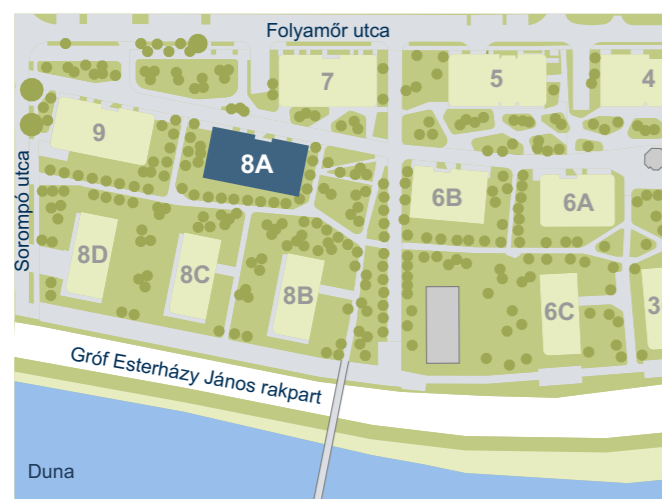 Folyamőr utca
7
5
4
9
8A
6B
6A
Sorompó utca
8D
8C
8B
6C
3
Gróf Esterházy János rakpart
Duna